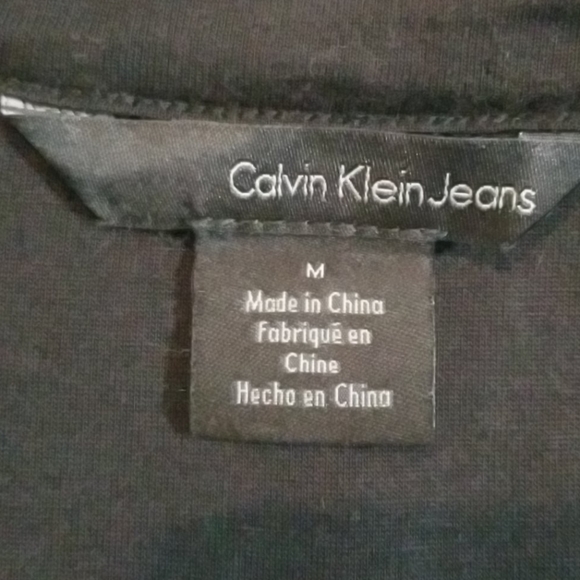 Calvin Klein Jeans
M
Made in China
Fabriqué en
Chine
Hecho en China